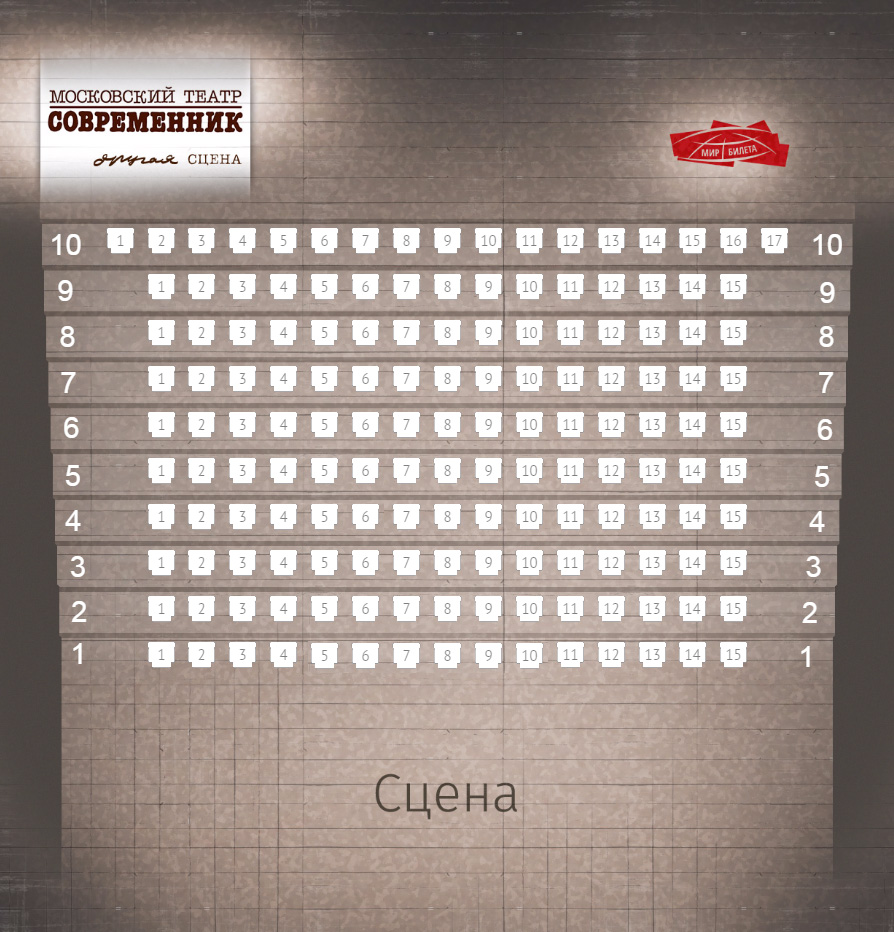 МОСКОВСКИЙ ТЕАТР
СОВРЕМЕННИК
другая СЦЕНА
МИР БИЛЕТА
10 1 2 3 4 5 6 7 8 9 10 11 12 13 14 15 16 17 10
9 1 2 3 4 5 6 7 8 9 10 11 12 13 14 15 9
8 1 2 3 4 5 6 7 8 9 10 11 12 13 14 15 8
7 1 2 3 4 5 6 7 8 9 10 11 12 13 14 15 7
6 1 2 3 4 5 6 7 8 9 10 11 12 13 14 15 6
5 1 2 3 4 5 6 7 8 9 10 11 12 13 14 15 5
4 1 2 3 4 5 6 7 8 9 10 11 12 13 14 15 4
3 1 2 3 4 5 6 7 8 9 10 11 12 13 14 15 3
2 1 2 3 4 5 6 7 8 9 10 11 12 13 14 15 2
1 1 2 3 4 5 6 7 8 9 10 11 12 13 14 15 1
Сцена